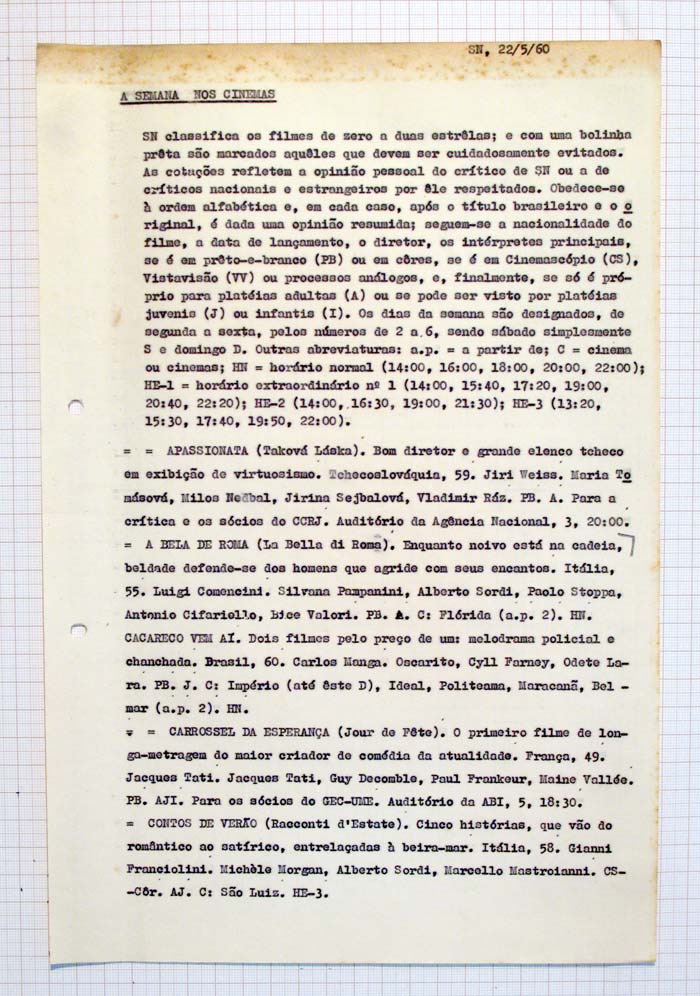 SN, 22/5/60
A SEMANA NOS CINEMAS
SN classifica os filmes de zero a duas estrêlas; e com uma bolinha
prêta são marcados aquêles que devem ser cuidadosamente evitados.
As cotações refletem a opinião pessoal do crítico de SN ou a de
críticos nacionais e estrangeiros por êle respeitados. Obedece-se
à ordem alfabética e, em cada caso, após o título brasileiro e o o
riginal, é dada uma opinião resumida; seguem-se a nacionalidade do
filme, a data de lançamento, o diretor, os intérpretes principais,
se é em prêto-e-branco (PB) ou em côres, se é em Cinemascópio (CS),
Vistavisão (VV) ou processos análogos, e, finalmente, se só é pró-
prio para platéias adultas (A) ou se pode ser visto por platéias
juvenis (J) ou infantis (I). Os dias da semana são designados, de
segunda a sexta, pelos números de 2 a 6, sendo sábado simplesmente
S e domingo D. Outras abreviaturas: a.p. = a partir de; C = cinema
ou cinemas; HN = horário normal (14:00, 16:00, 18:00, 20:00, 22:00);
HE-1 = horário extraordinário nº 1 (14:00, 15:40, 17:20, 19:00,
20:40, 22:20); HE-2 (14:00, 16:30, 19:00, 21:30); HE-3 (13:20,
15:30, 17:40, 19:50, 22:00).
= = APASSIONATA (Taková Láska). Bom diretor e grande elenco tcheco
em exibição de virtuosismo. Tchecoslováquia, 59. Jiri Weiss. Maria To
másová, Milos Nedbal, Jirina Sejbalová, Vladimir Ráz. PB. A. Para a
crítica e os sócios do CCRJ. Auditório da Agência Nacional, 3, 20:00.
= A BELA DE ROMA (La Bella di Roma). Enquanto noivo está na cadeia,
beldade defende-se dos homens que agride com seus encantos. Itália,
55. Luigi Comencini. Silvana Pampanini, Alberto Sordi, Paolo Stoppa,
Antonio Cifariello, Bice Valori. PB. A. C: Flórida (a.p. 2). HN.
CACARECO VEM AÍ. Dois filmes pelo preço de um: melodrama policial e
chanchada. Brasil, 60. Carlos Manga. Oscarito, Cyll Farney, Odete La-
ra. PB. J. C: Império (até êste D), Ideal, Politeama, Maracanã, Bel -
mar (a.p. 2). HN.
= = CARROSSEL DA ESPERANÇA (Jour de Fête). O primeiro filme de lon-
ga-metragem do maior criador de comédia da atualidade. França, 49.
Jacques Tati. Jacques Tati, Guy Decomble, Paul Frankeur, Maine Vallée.
PB. AJI. Para os sócios do GEC-UME. Auditório da ABI, 5, 18:30.
= CONTOS DE VERÃO (Racconti d'Estate). Cinco histórias, que vão do
romântico ao satírico, entrelaçadas à beira-mar. Itália, 58. Gianni
Franciolini. Michèle Morgan, Alberto Sordi, Marcello Mastroianni. CS-
-Côr. AJ. C: São Luiz. HE-3.